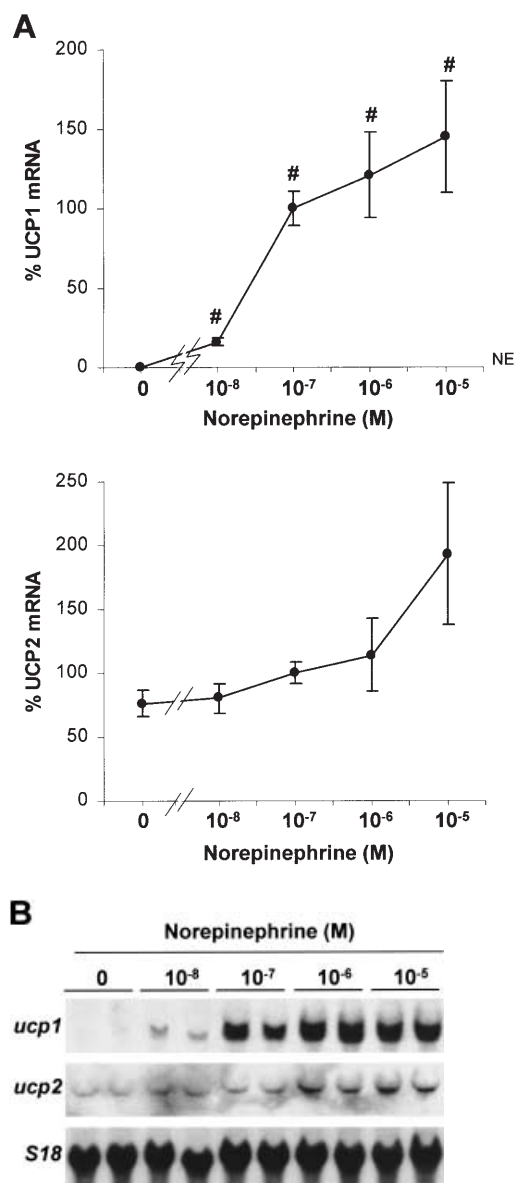 A
% UCP1 mRNA
200
150
100
50
0
# # # #
0 10⁻⁸ 10⁻⁷ 10⁻⁶ 10⁻⁵
NE
Norepinephrine (M)
% UCP2 mRNA
250
200
150
100
50
0
0 10⁻⁸ 10⁻⁷ 10⁻⁶ 10⁻⁵
Norepinephrine (M)
B
Norepinephrine (M)
0 10⁻⁸ 10⁻⁷ 10⁻⁶ 10⁻⁵
ucp1
ucp2
S18